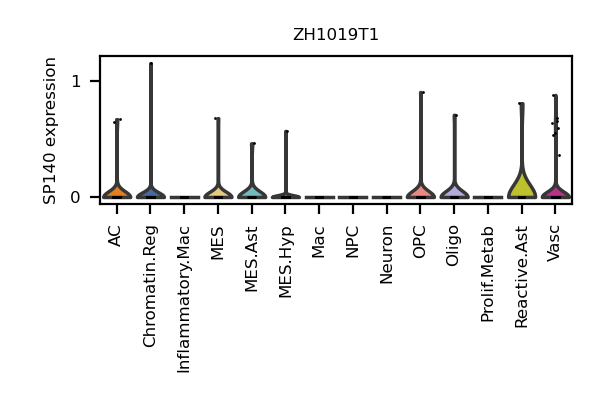 ZH1019T1
SP140 expression
1
0
AC
Chromatin.Reg
Inflammatory.Mac
MES
MES.Ast
MES.Hyp
Mac
NPC
Neuron
OPC
Oligo
Prolif.Metab
Reactive.Ast
Vasc